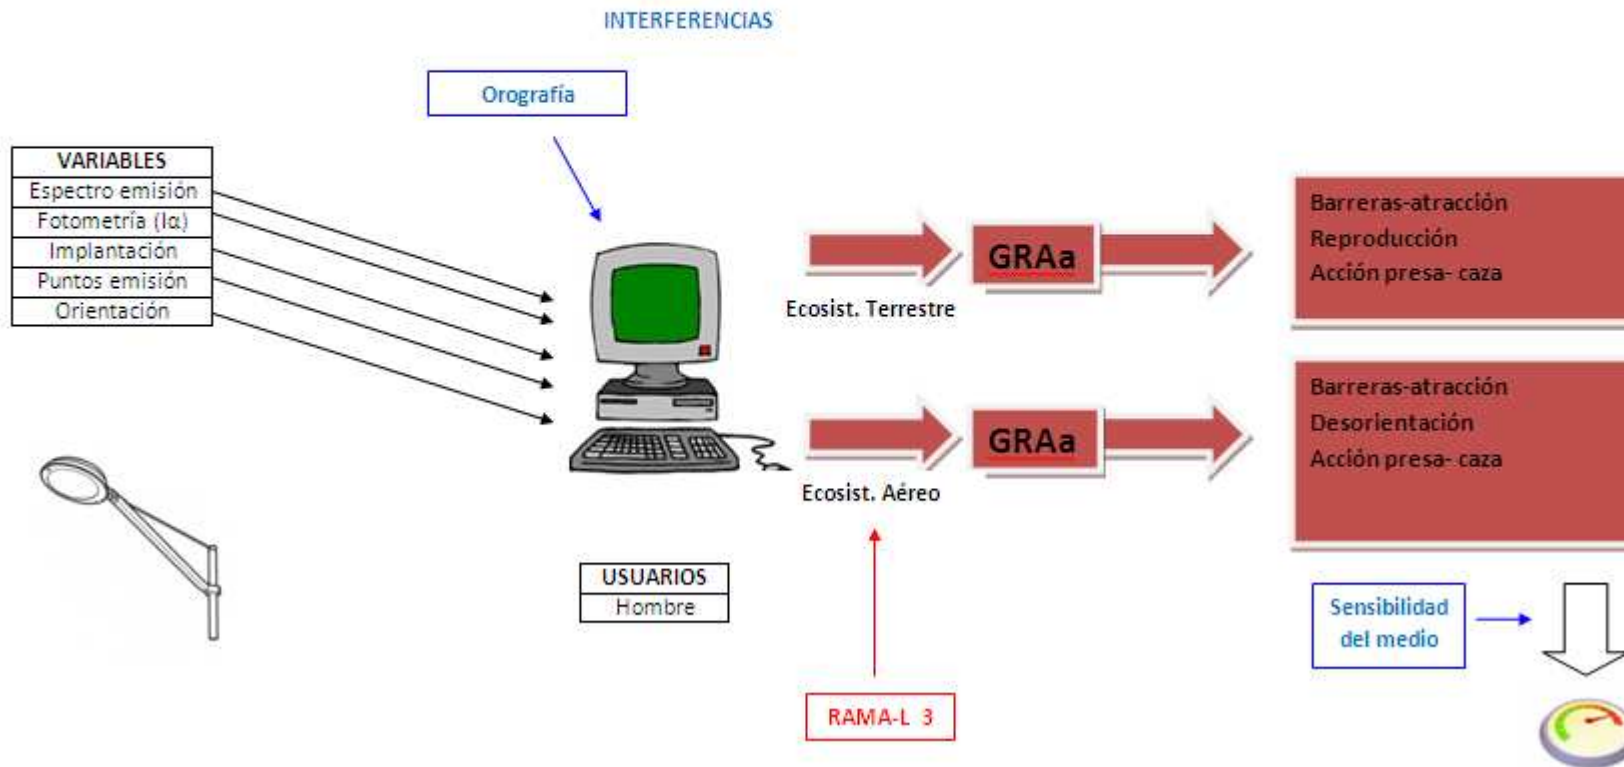 INTERFERENCIAS
Orografía
VARIABLES
Espectro emisión
Fotometría (Iα)
Implantación
Puntos emisión
Orientación
GRAa
Ecosist. Terrestre
Barreras-atracción
Reproducción
Acción presa- caza
GRAa
Ecosist. Aéreo
Barreras-atracción
Desorientación
Acción presa- caza
USUARIOS
Hombre
Sensibilidad
del medio
RAMA-L 3